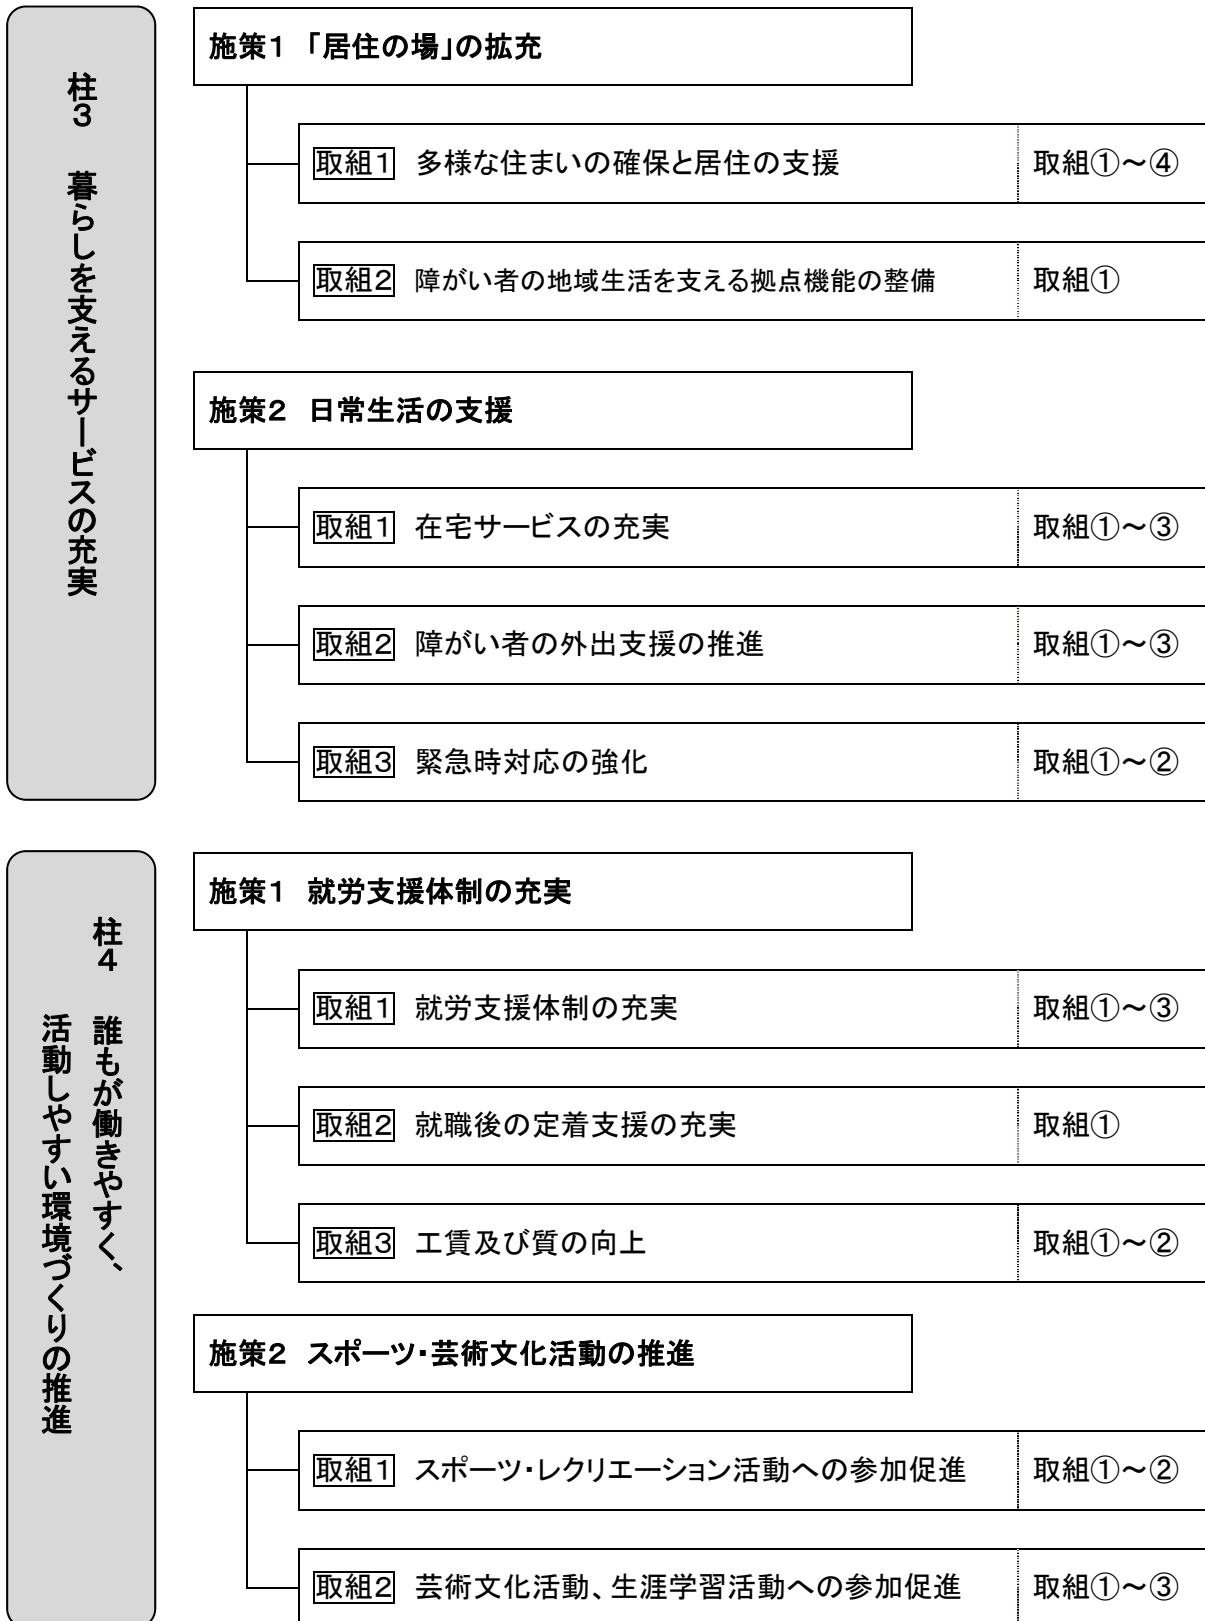 柱３　暮らしを支えるサービスの充実
施策１「居住の場」の拡充
取組１　多様な住まいの確保と居住の支援　取組①～④
取組２　障がい者の地域生活を支える拠点機能の整備　取組①
施策２　日常生活の支援
取組１　在宅サービスの充実　取組①～③
取組２　障がい者の外出支援の推進　取組①～③
取組３　緊急時対応の強化　取組①～②
柱４　誰もが働きやすく、
活動しやすい環境づくりの推進
施策１　就労支援体制の充実
取組１　就労支援体制の充実　取組①～③
取組２　就職後の定着支援の充実　取組①
取組３　工賃及び質の向上　取組①～②
施策２　スポーツ・芸術文化活動の推進
取組１　スポーツ・レクリエーション活動への参加促進　取組①～②
取組２　芸術文化活動、生涯学習活動への参加促進　取組①～③